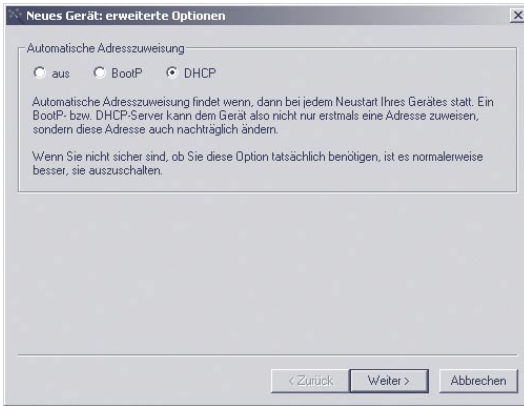 Neues Gerät: erweiterte Optionen
Automatische Adresszuweisung
aus BootP DHCP
Automatische Adresszuweisung findet wenn, dann bei jedem Neustart Ihres Gerätes statt. Ein
BootP- bzw. DHCP-Server kann dem Gerät also nicht nur erstmals eine Adresse zuweisen,
sondern diese Adresse auch nachträglich ändern.
Wenn Sie nicht sicher sind, ob Sie diese Option tatsächlich benötigen, ist es normalerweise
besser, sie auszuschalten.
< Zurück Weiter > Abbrechen